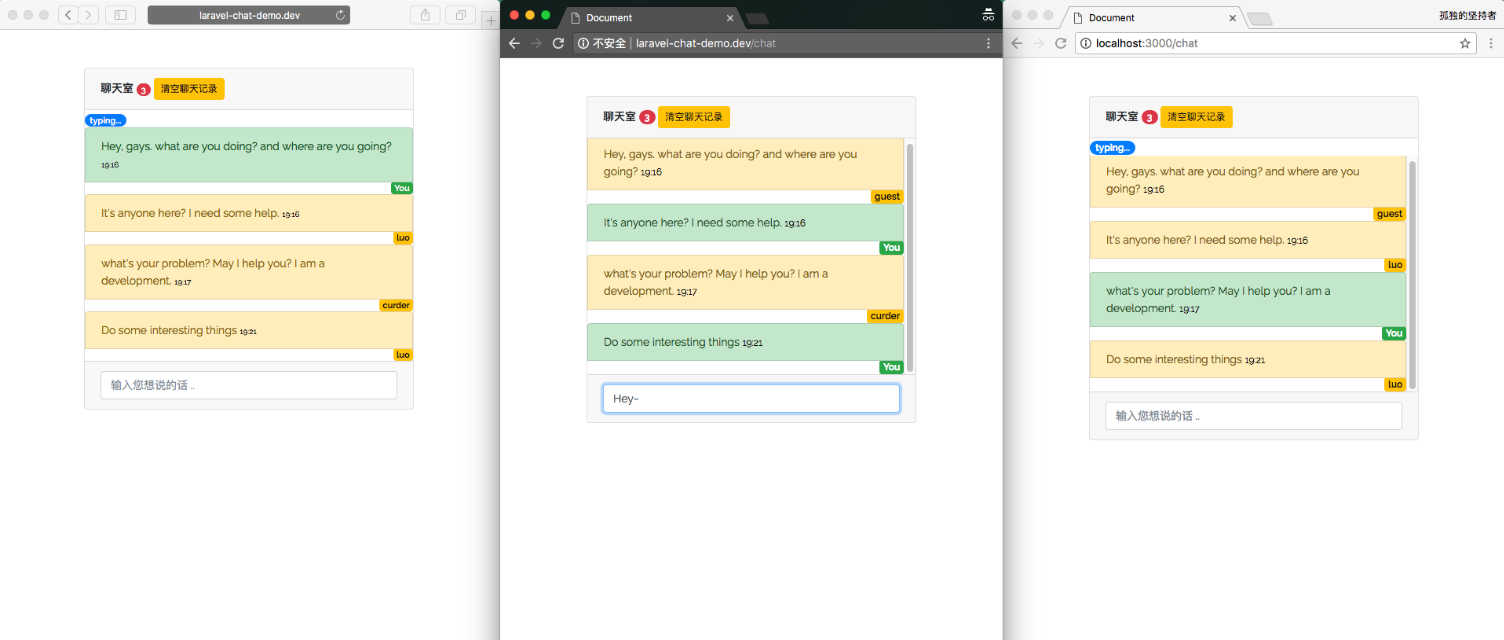 laravel-chat-demo.dev
聊天室 3 清空聊天记录
typing...
Hey, gays. what are you doing? and where are you going?
19:16
You
It's anyone here? I need some help. 19:16
luo
what's your problem? May I help you? I am a
development. 19:17
curder
Do some interesting things 19:21
luo
输入您想说的话 ..
Document
不安全 | laravel-chat-demo.dev/chat
聊天室 3 清空聊天记录
Hey, gays. what are you doing? and where are you
going? 19:16
guest
It's anyone here? I need some help. 19:16
You
what's your problem? May I help you? I am a
development. 19:17
curder
Do some interesting things 19:21
You
Hey~
Document
孤独的坚持者
localhost:3000/chat
聊天室 3 清空聊天记录
typing...
Hey, gays. what are you doing? and where are you
going? 19:16
guest
It's anyone here? I need some help. 19:16
luo
what's your problem? May I help you? I am a
development. 19:17
You
Do some interesting things 19:21
luo
输入您想说的话 ..